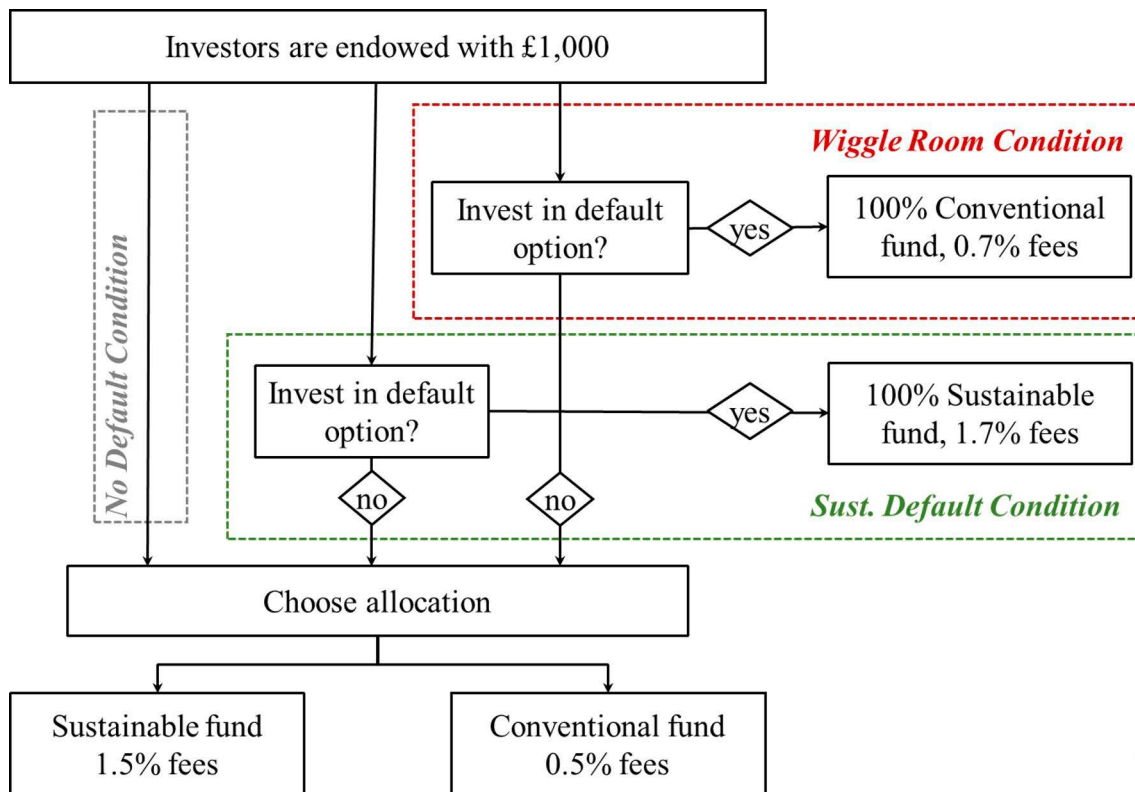 Investors are endowed with £1,000
No Default Condition
Wiggle Room Condition
Invest in default
option?
yes
100% Conventional
fund, 0.7% fees
Invest in default
option?
yes
100% Sustainable
fund, 1.7% fees
no
no
Sust. Default Condition
Choose allocation
Sustainable fund
1.5% fees
Conventional fund
0.5% fees